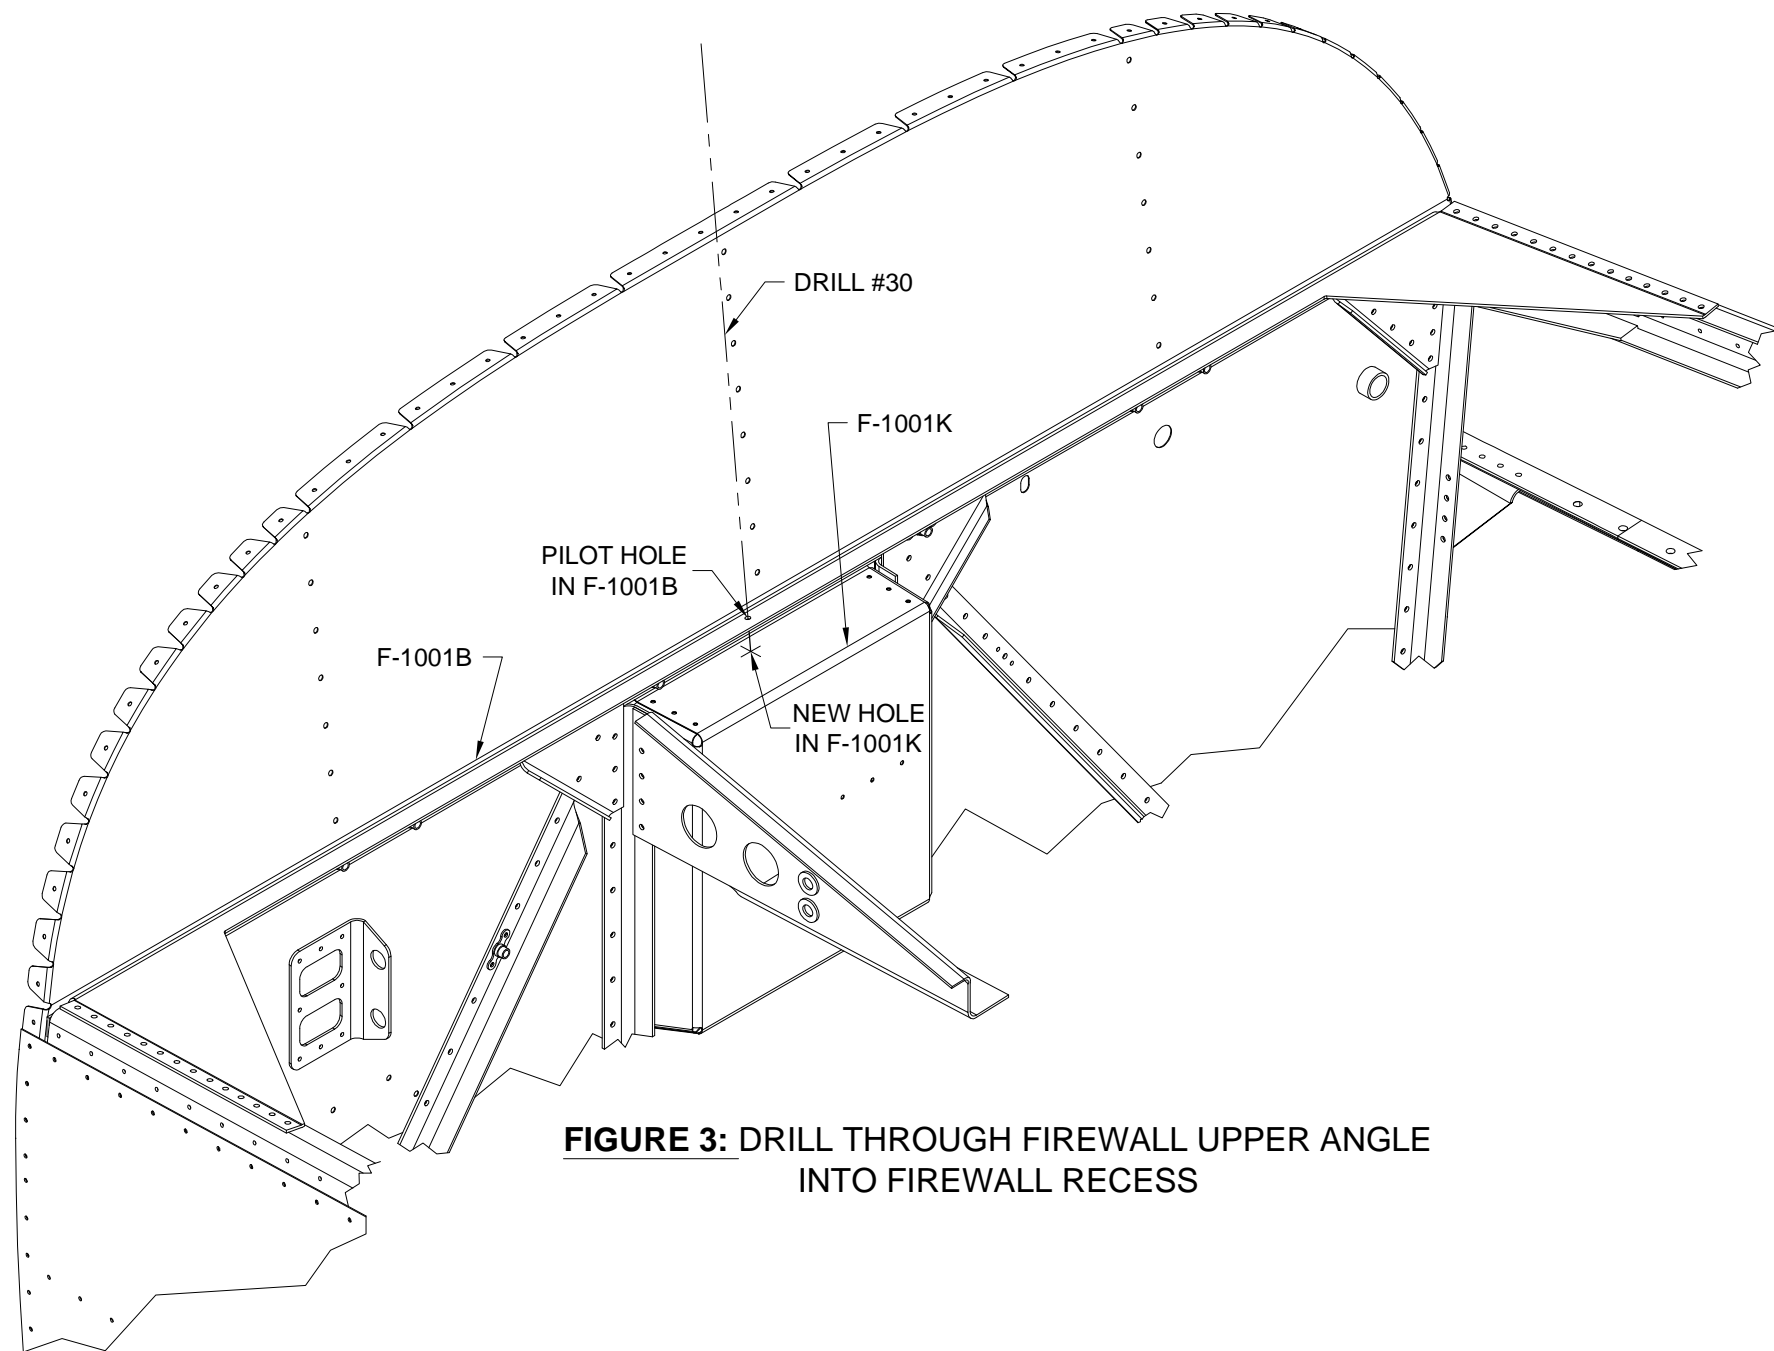 DRILL #30
F-1001K
PILOT HOLE
IN F-1001B
F-1001B
NEW HOLE
IN F-1001K
FIGURE 3: DRILL THROUGH FIREWALL UPPER ANGLE
INTO FIREWALL RECESS